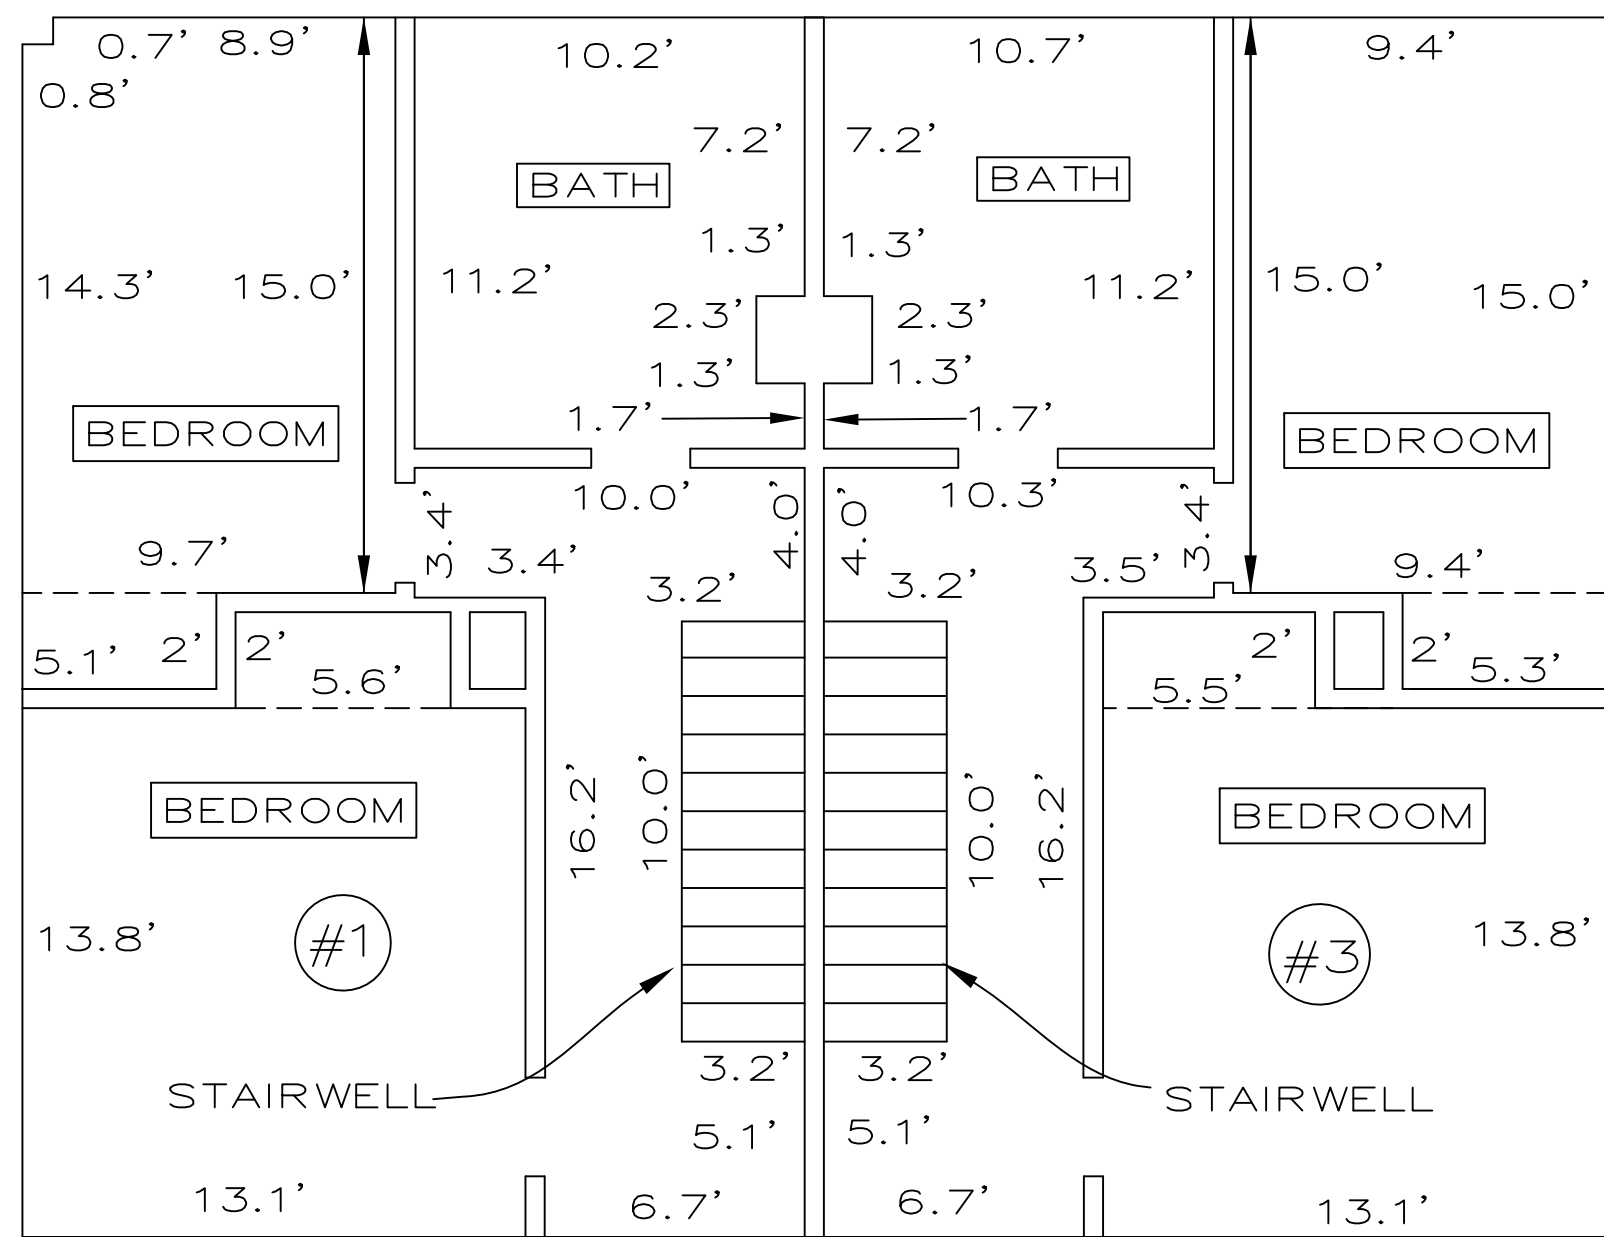 0.7’ 8.9’ 10.2’ 10.7’ 9.4’
0.8’
7.2’ 7.2’
BATH BATH
1.3’ 1.3’
14.3’ 15.0’ 11.2’ 11.2’ 15.0’ 15.0’
2.3’ 2.3’
1.3’ 1.3’
1.7’ 1.7’
BEDROOM BEDROOM
10.0’ 4.0’ 4.0’ 10.3’
3.4’ 3.4’
9.7’ 3.4’ 3.2’ 3.2’ 3.5’ 9.4’
5.1’ 2’ 2’ 2’ 2’ 5.3’
5.6’ 5.5’
BEDROOM 16.2’ 10.0’ 10.0’ 16.2’ BEDROOM
13.8’ #1 #3 13.8’
STAIRWELL 3.2’ 3.2’ STAIRWELL
5.1’ 5.1’
13.1’ 6.7’ 6.7’ 13.1’